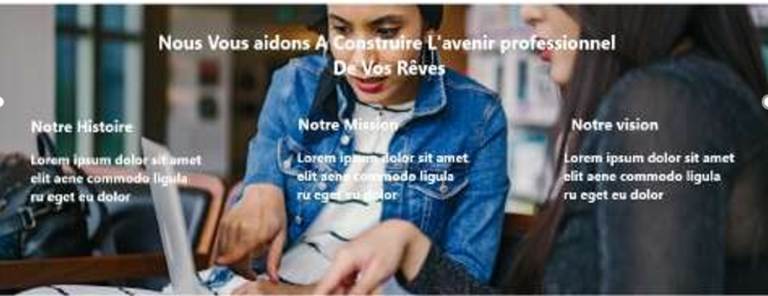 Nous Vous aidons A Construire L'avenir professionnel
De Vos Rêves
Notre Histoire
Lorem ipsum dolor sit amet
elit aene commodo ligula
ru eget eu dolor
Notre Mission
Lorem ipsum dolor sit amet
elit aene commodo ligula
ru eget eu dolor
Notre vision
Lorem ipsum dolor sit amet
elit aene commodo ligula
ru eget eu dolor